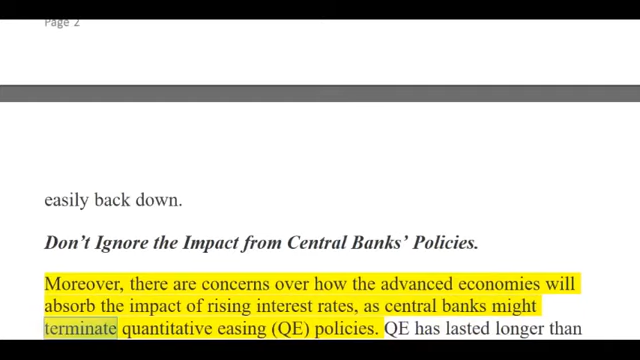 Page 2
easily back down.
Don't Ignore the Impact from Central Banks' Policies.
Moreover, there are concerns over how the advanced economies will
absorb the impact of rising interest rates, as central banks might
terminate quantitative easing (QE) policies. QE has lasted longer than